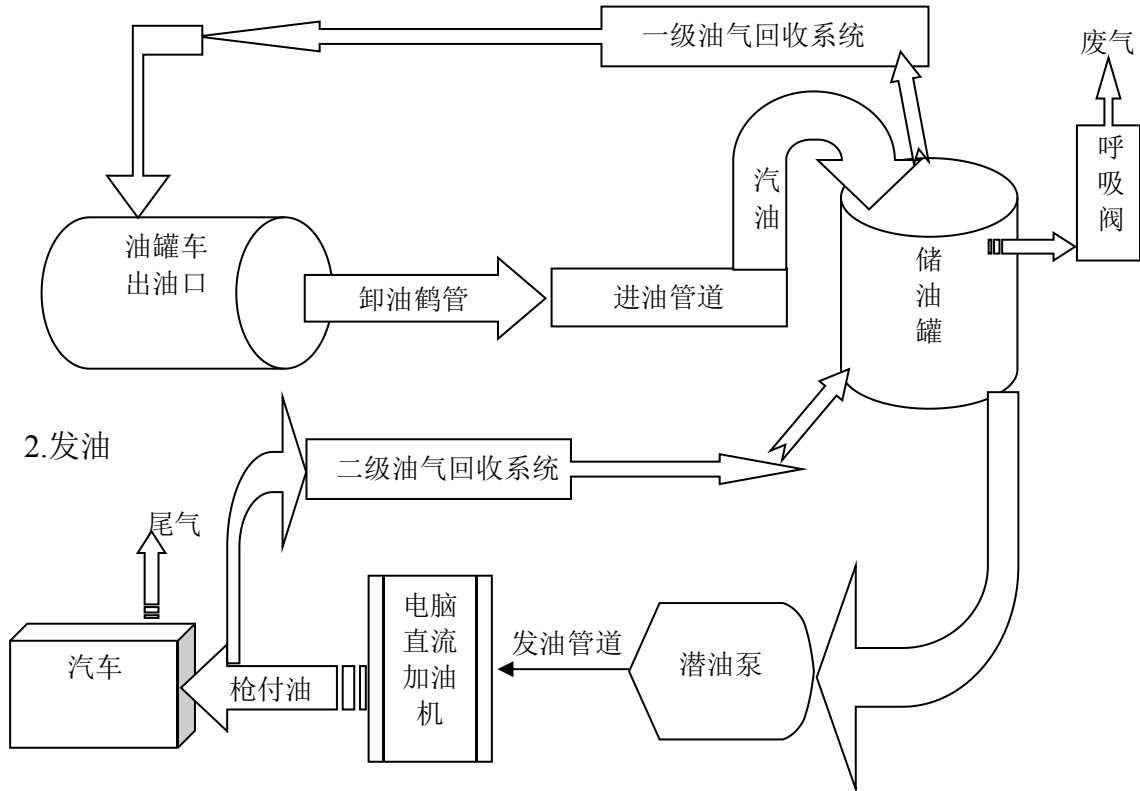 一级油气回收系统
废气
呼
吸
阀
汽
油
油罐车
出油口
卸油鹤管
进油管道
储
油
罐
2.发油
二级油气回收系统
尾气
汽车
枪付油
电脑
直流
加油
机
发油管道
潜油泵